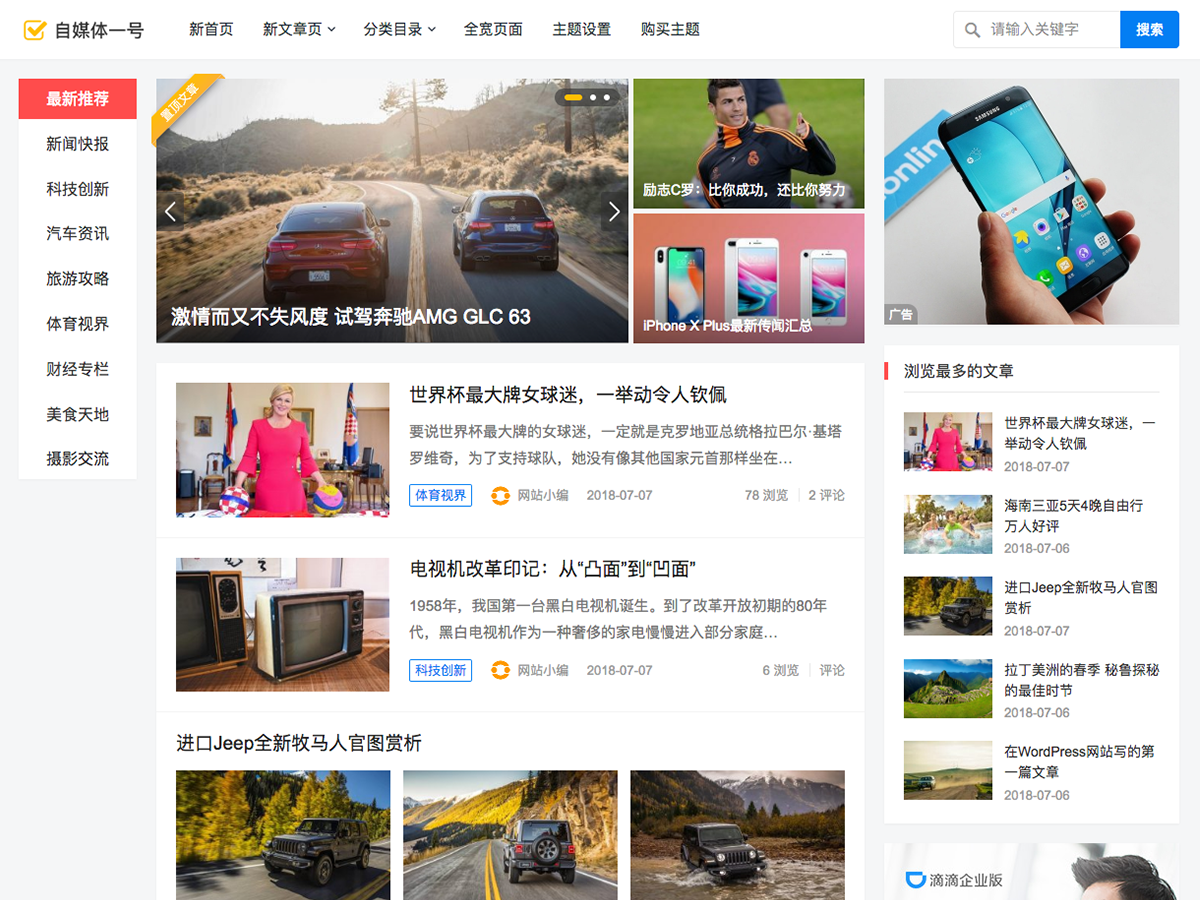 自媒体一号
新首页
新文章页
分类目录
全宽页面
主题设置
购买主题
请输入关键字
搜索
最新推荐
新闻快报
科技创新
汽车资讯
旅游攻略
体育视界
财经专栏
美食天地
摄影交流
置顶文章
激情而又不失风度 试驾奔驰AMG GLC 63
励志C罗：比你成功，还比你努力
iPhone X Plus最新传闻汇总
online
SAMSUNG
Google
广告
世界杯最大牌女球迷，一举动令人钦佩
要说世界杯最大牌的女球迷，一定就是克罗地亚总统格拉巴尔·基塔
罗维奇，为了支持球队，她没有像其他国家元首那样坐在…
体育视界 网站小编 2018-07-07 78 浏览 2 评论
电视机改革印记：从“凸面”到“凹面”
1958年，我国第一台黑白电视机诞生。到了改革开放初期的80年
代，黑白电视机作为一种奢侈的家电慢慢进入部分家庭…
科技创新 网站小编 2018-07-07 6 浏览 评论
进口Jeep全新牧马人官图赏析
浏览最多的文章
世界杯最大牌女球迷，一
举动令人钦佩
2018-07-07
海南三亚5天4晚自由行
万人好评
2018-07-06
进口Jeep全新牧马人官图
赏析
2018-07-07
拉丁美洲的春季 秘鲁探秘
的最佳时节
2018-07-06
在WordPress网站写的第
一篇文章
2018-07-06
滴滴企业版